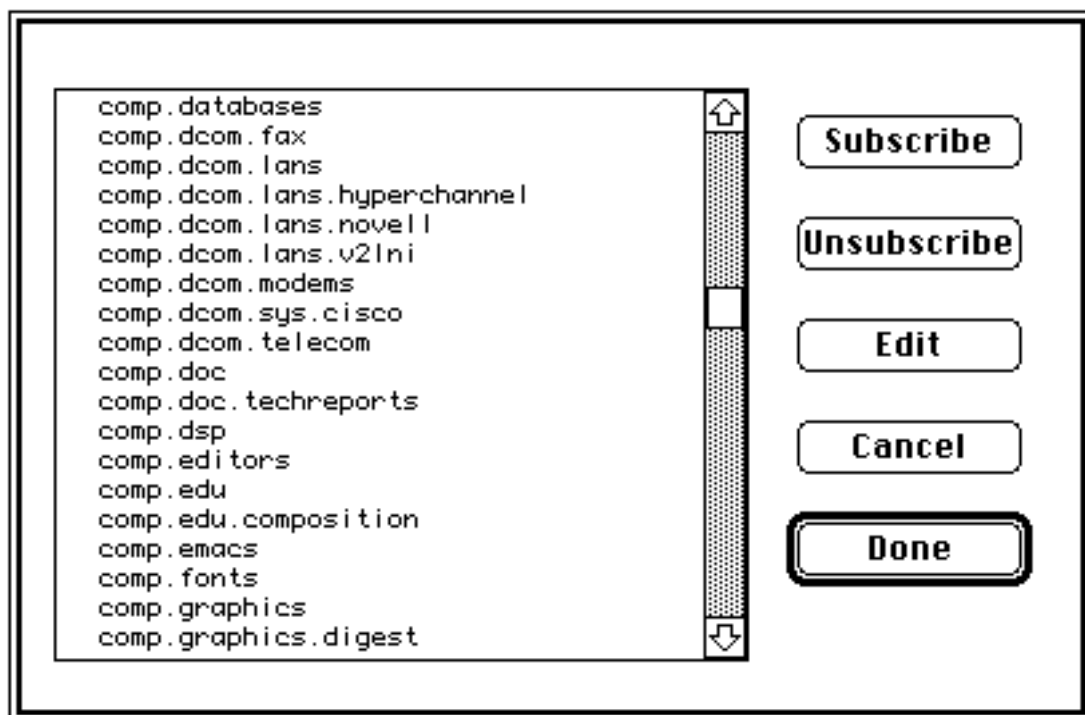 comp.databases
comp.dcom.fax
comp.dcom.lans
comp.dcom.lans.hyperchannel
comp.dcom.lans.novell
comp.dcom.lans.v2lni
comp.dcom.modems
comp.dcom.sys.cisco
comp.dcom.telecom
comp.doc
comp.doc.techreports
comp.dsp
comp.editors
comp.edu
comp.edu.composition
comp.emacs
comp.fonts
comp.graphics
comp.graphics.digest
Subscribe
Unsubscribe
Edit
Cancel
Done